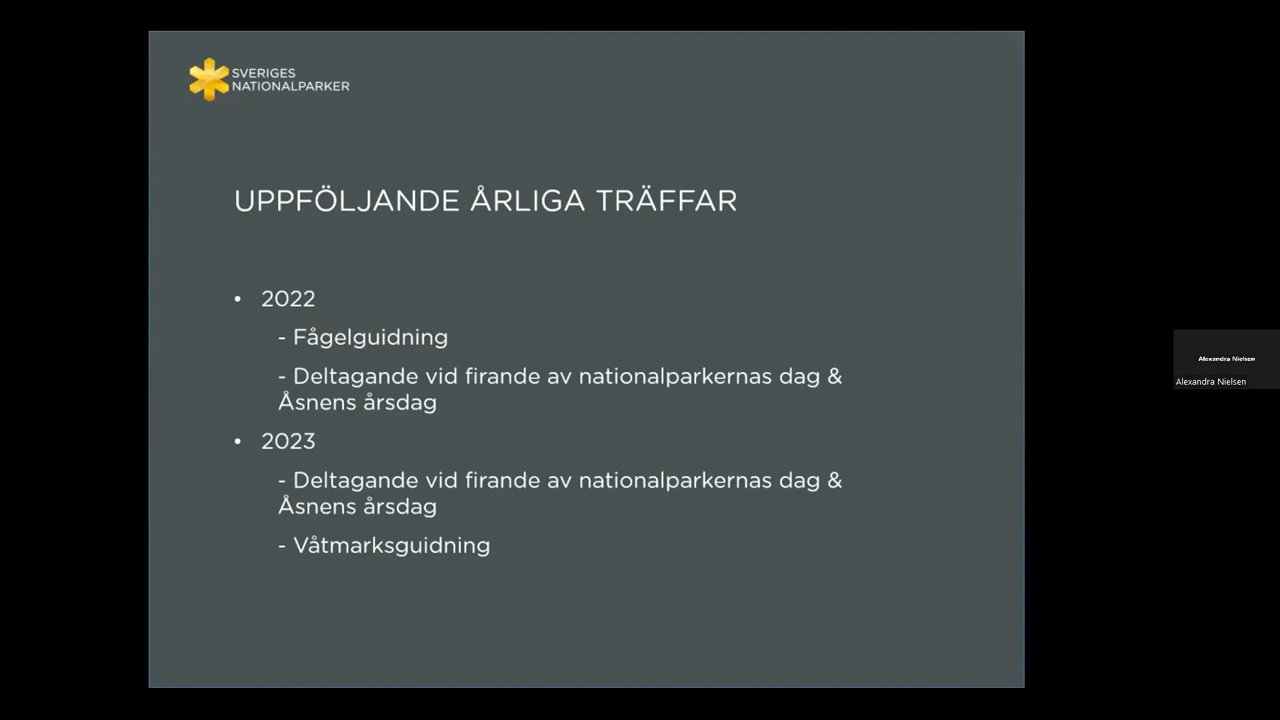 SVERIGES
NATIONALPARKER
UPPFÖLJANDE ÅRLIGA TRÄFFAR
• 2022
- Fågelguidning
- Deltagande vid firande av nationalparkernas dag &
Åsnens årsdag
• 2023
- Deltagande vid firande av nationalparkernas dag &
Åsnens årsdag
- Våtmarksguidning
Alexandra Nielsen
Alexandra Nielsen